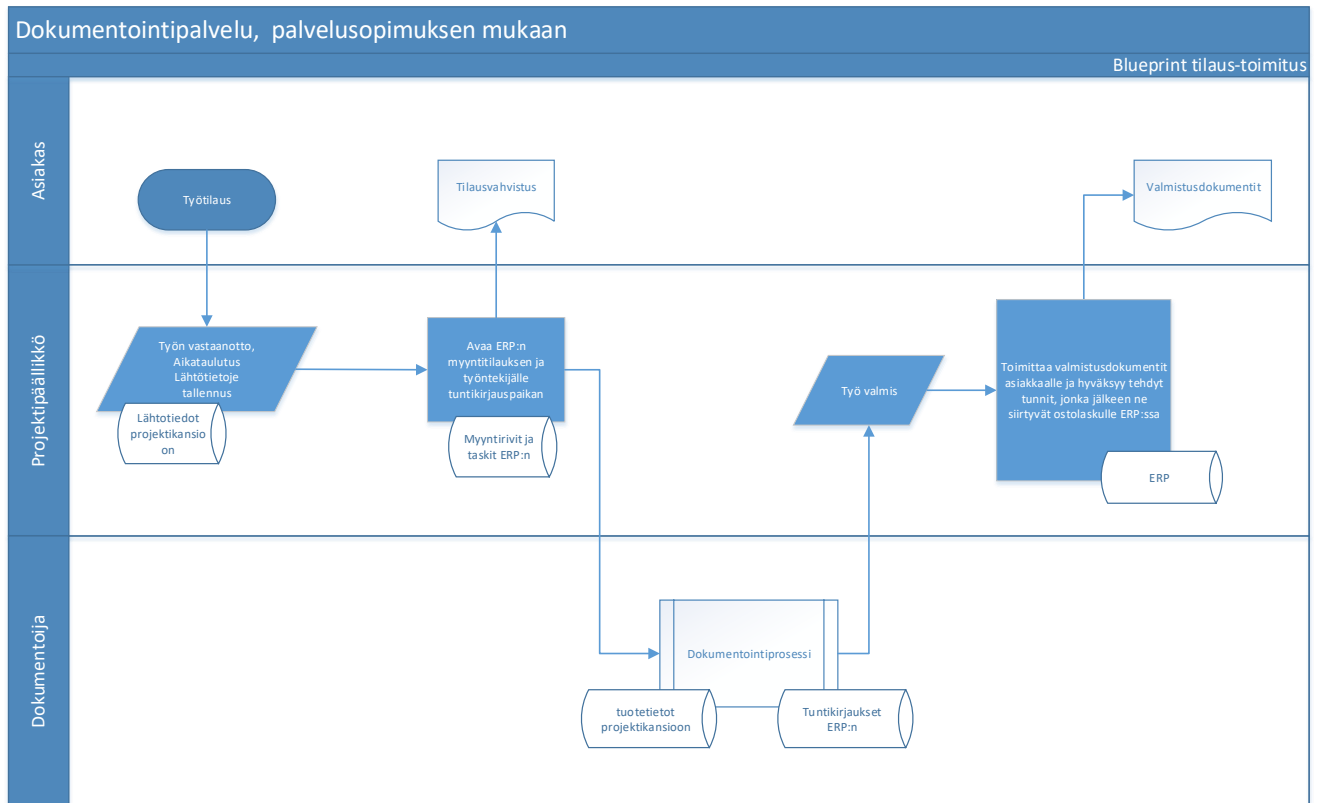 Dokumentointipalvelu, palvelusopimuksen mukaan
Blueprint tilaus-toimitus
Asiakas
Työtilaus
Tilausvahvistus
Valmistusdokumentit
Projektipäällikkö
Työn vastaanotto,
Aikataulutus
Lähtötietoje
tallennus
Lähtotiedot
projektikansio
on
Avaa ERP:n
myyntitilauksen ja
työntekijälle
tuntikirjauspaikan
Myyntirivit ja
taskit ERP:n
Työ valmis
Toimittaa valmistusdokumentit
asiakkaalle ja hyväksyy tehdyt
tunnit, jonka jälkeen ne
siirtyvät ostolaskulle ERP:ssa
ERP
Dokumentoija
Dokumentointiprosessi
tuotetietot
projektikansioon
Tuntikirjaukset
ERP:n